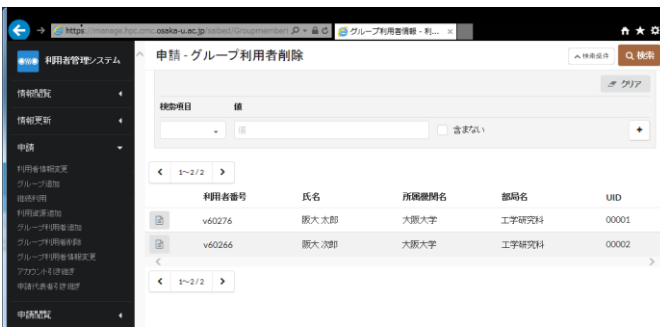 https://manage.hpc.cmc.osaka-u.ac.jp/ssibed/Groupmember/
グループ利用者情報 - 利... ×
利用者管理システム
申請 - グループ利用者削除
検索条件
検索
情報閲覧
クリア
検索項目 値
情報更新
値
含まない
+
申請
利用者情報変更
グループ追加
継続利用
利用資源追加
グループ利用者追加
グループ利用者削除
グループ利用者情報変更
アカウント引き継ぎ
申請代表者引き継ぎ
申請閲覧
1~2/2
利用者番号 氏名 所属機関名 部局名 UID
v60276 阪大 太郎 大阪大学 工学研究科 00001
v60266 阪大 次郎 大阪大学 工学研究科 00002
1~2/2